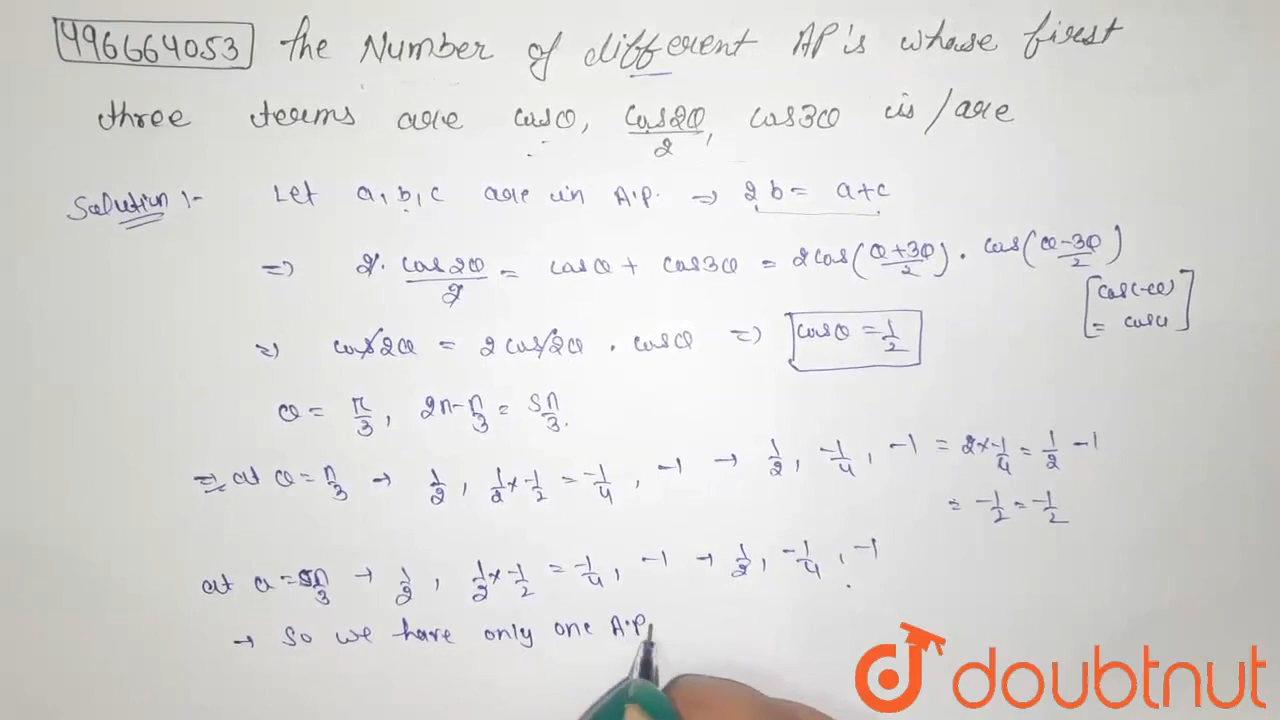 496664053 The Number of different AP's whose first
three terms are cosθ, cos2θ/2, cos3θ is/are
Solution :- Let a, b, c are in A.P. => 2b = a+c
=> 2. cos2θ/2 = cosθ + cos3θ = 2cos(θ+3θ/2) . cos(θ-3θ/2)
[cos(-θ) = cosθ]
=> cos2θ = 2cos2θ . cosθ => cosθ = 1/2
θ = π/3, 2π-π/3 = 5π/3.
=> at θ = π/3 → 1/2, 1/2 × -1/2 = -1/4, -1 → 1/2, -1/4, -1 = 2×-1/4 = 1/2 -1
= -1/2 = -1/2
at θ = 5π/3 → 1/2, 1/2 × -1/2 = -1/4, -1 → 1/2, -1/4, -1
→ So we have only one A.P
doubtnut